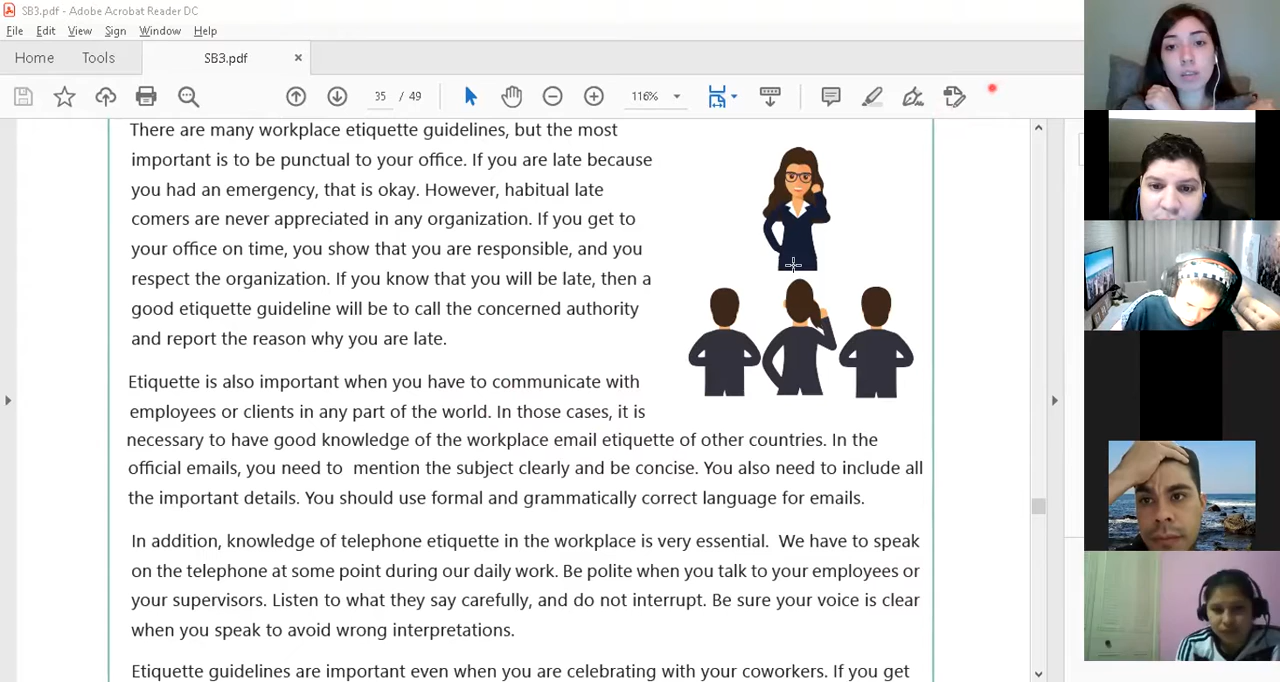 SB3.pdf - Adobe Acrobat Reader DC
File Edit View Sign Window Help
Home Tools SB3.pdf ×
35 / 49 116%
There are many workplace etiquette guidelines, but the most
important is to be punctual to your office. If you are late because
you had an emergency, that is okay. However, habitual late
comers are never appreciated in any organization. If you get to
your office on time, you show that you are responsible, and you
respect the organization. If you know that you will be late, then a
good etiquette guideline will be to call the concerned authority
and report the reason why you are late.
Etiquette is also important when you have to communicate with
employees or clients in any part of the world. In those cases, it is
necessary to have good knowledge of the workplace email etiquette of other countries. In the
official emails, you need to mention the subject clearly and be concise. You also need to include all
the important details. You should use formal and grammatically correct language for emails.
In addition, knowledge of telephone etiquette in the workplace is very essential. We have to speak
on the telephone at some point during our daily work. Be polite when you talk to your employees or
your supervisors. Listen to what they say carefully, and do not interrupt. Be sure your voice is clear
when you speak to avoid wrong interpretations.
Etiquette guidelines are important even when you are celebrating with your coworkers. If you get